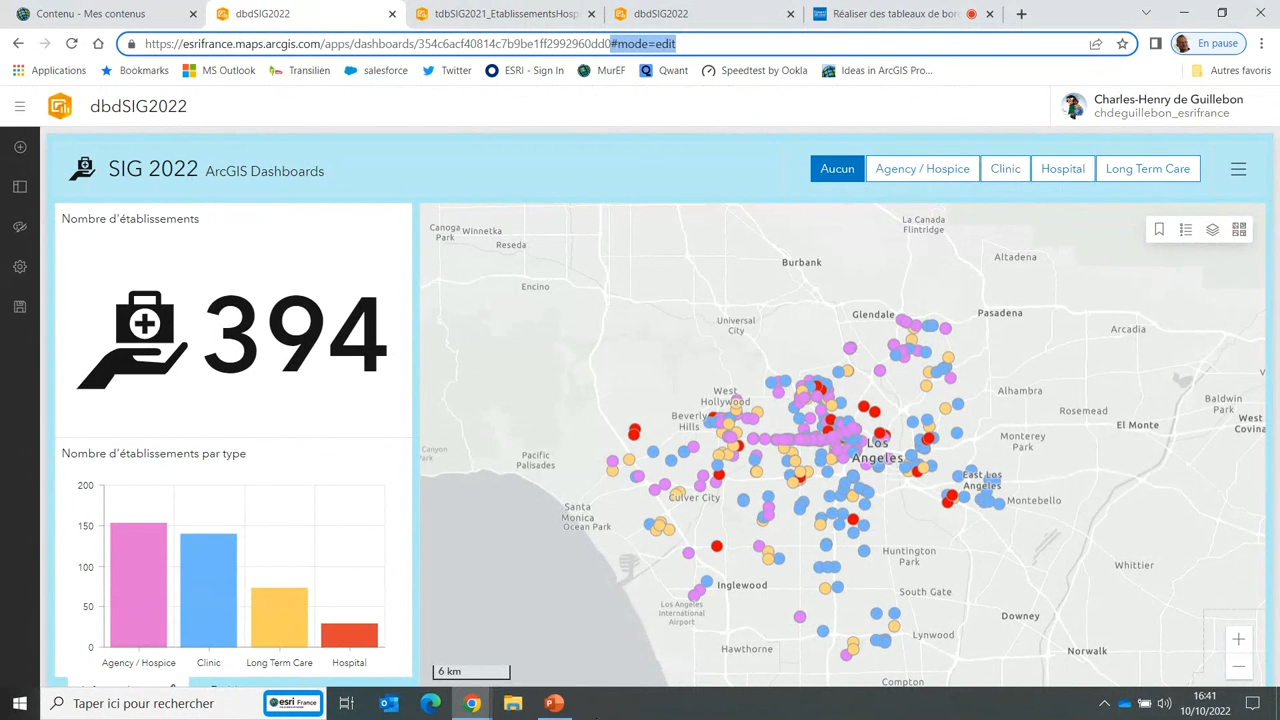 Contenu - Mes contenus
dbdSIG2022
tdbSIG2021_EtablissementsHosp
dbdSIG2022
Réaliser des tableaux de bor
https://esrifrance.maps.arcgis.com/apps/dashboards/354c6acf40814c7b9be1ff2992960dd0#mode=edit
En pause
Applications
Bookmarks
MS Outlook
Transilien
salesforce
Twitter
ESRI - Sign In
MurEF
Qwant
Speedtest by Ookla
Ideas in ArcGIS Pro...
Autres favoris
dbdSIG2022
Charles-Henry de Guillebon
chdeguillebon_esrifrance
SIG 2022 ArcGIS Dashboards
Aucun
Agency / Hospice
Clinic
Hospital
Long Term Care
Nombre d'établissements
394
Nombre d'établissements par type
200
150
100
50
0
Agency / Hospice
Clinic
Long Term Care
Hospital
La Canada
Flintridge
Canoga
Park
Winnetka
Reseda
Burbank
Altadena
Encino
Universal
City
Glendale
Pasadena
Arcadia
West
Hollywood
Alhambra
Rosemead
El Monte
Baldwin
Park
West
Covina
Beverly
Hills
Los
Angeles
Monterey
Park
Canyon
Park
Pacific
Palisades
East Los
Angeles
Montebello
Culver City
Santa
Monica
Ocean Park
Huntington
Park
Whittier
Inglewood
South Gate
Los Angeles
International
Airport
Downey
Lynwood
Hawthorne
Norwalk
Compton
6 km
Taper ici pour rechercher
esri France
16:41
10/10/2022